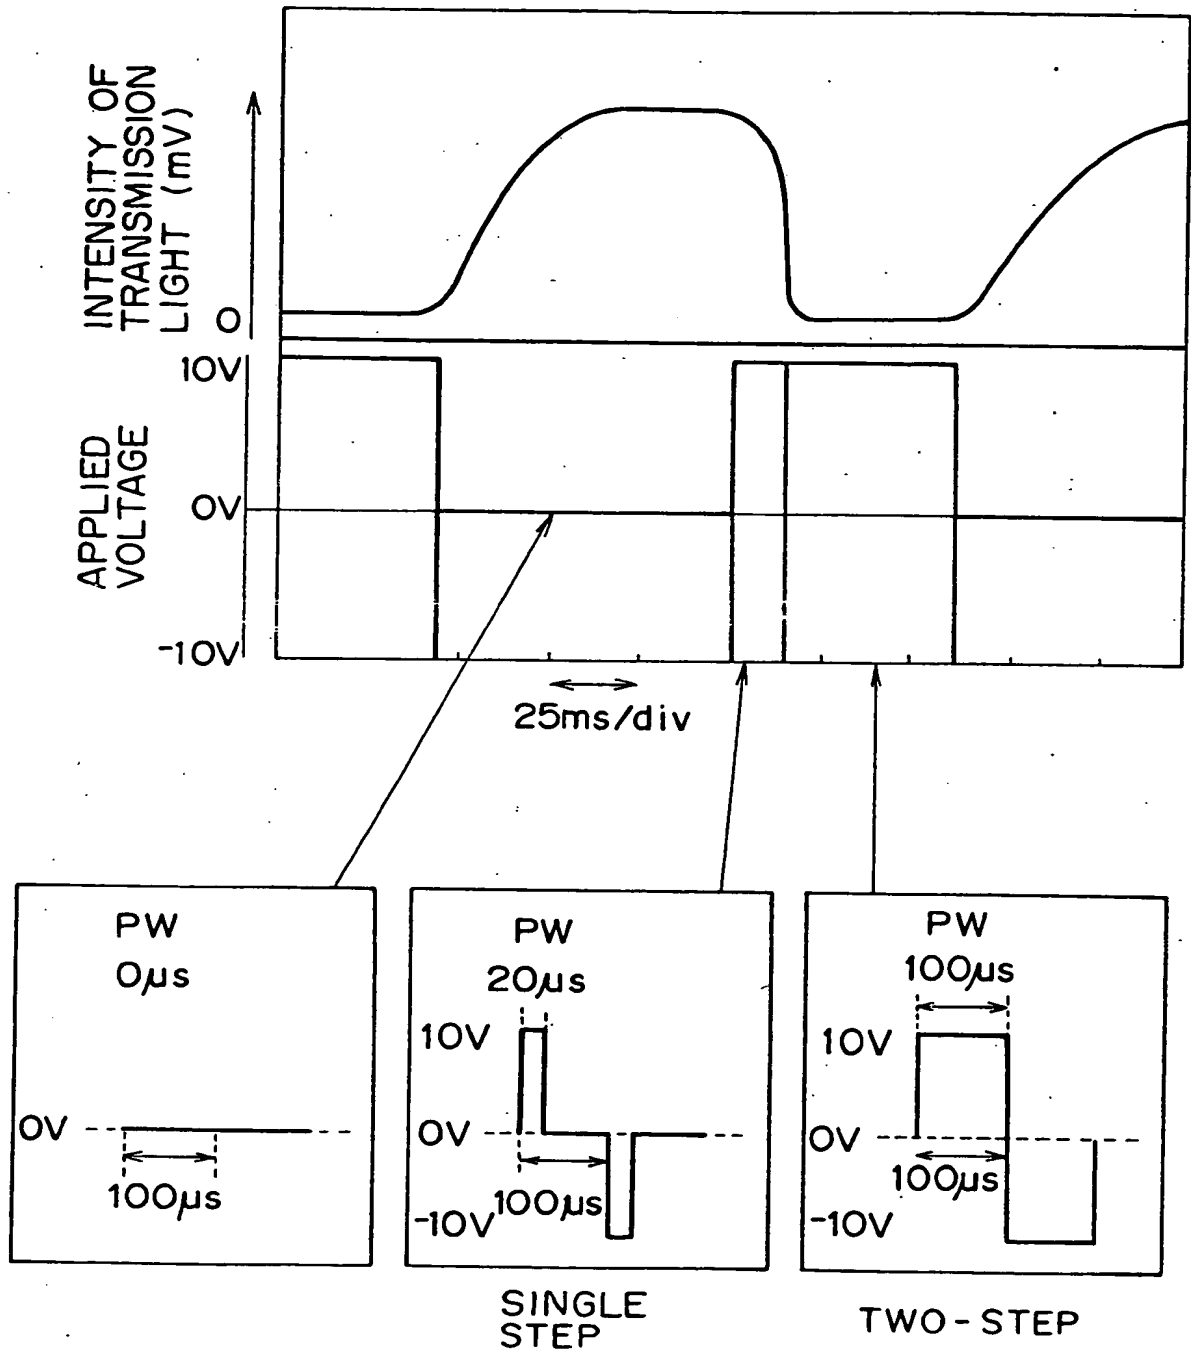 INTENSITY OF
TRANSMISSION
LIGHT (mV)
0
10V
0V
-10V
APPLIED
VOLTAGE
25ms/div
PW
0μs
0V
100μs
PW
20μs
10V
0V
100μs
-10V
SINGLE
STEP
PW
100μs
10V
0V
100μs
-10V
TWO-STEP